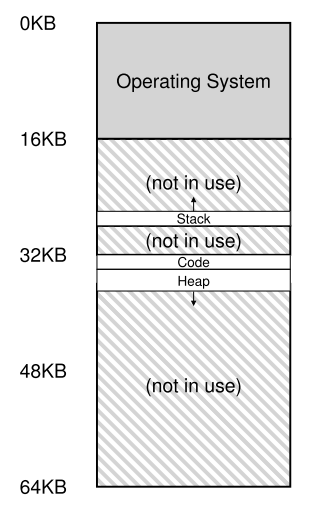 0KB
Operating System
16KB
(not in use)
Stack
(not in use)
32KB
Code
Heap
48KB
(not in use)
64KB